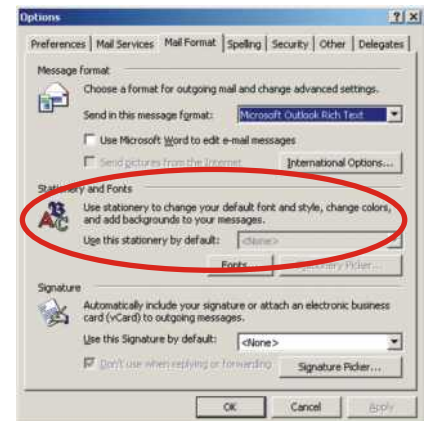 Options
Preferences Mail Services Mail Format Spelling Security Other Delegates
Message format
Choose a format for outgoing mail and change advanced settings.
Send in this message format: Microsoft Outlook Rich Text
Use Microsoft Word to edit e-mail messages
Send pictures from the Internet International Options...
Stationery and Fonts
Use stationery to change your default font and style, change colors,
and add backgrounds to your messages.
Use this stationery by default: <None>
Fonts... Stationery Picker...
Signature
Automatically include your signature or attach an electronic business
card (vCard) to outgoing messages.
Use this Signature by default: <None>
Don't use when replying or forwarding Signature Picker...
OK Cancel Apply